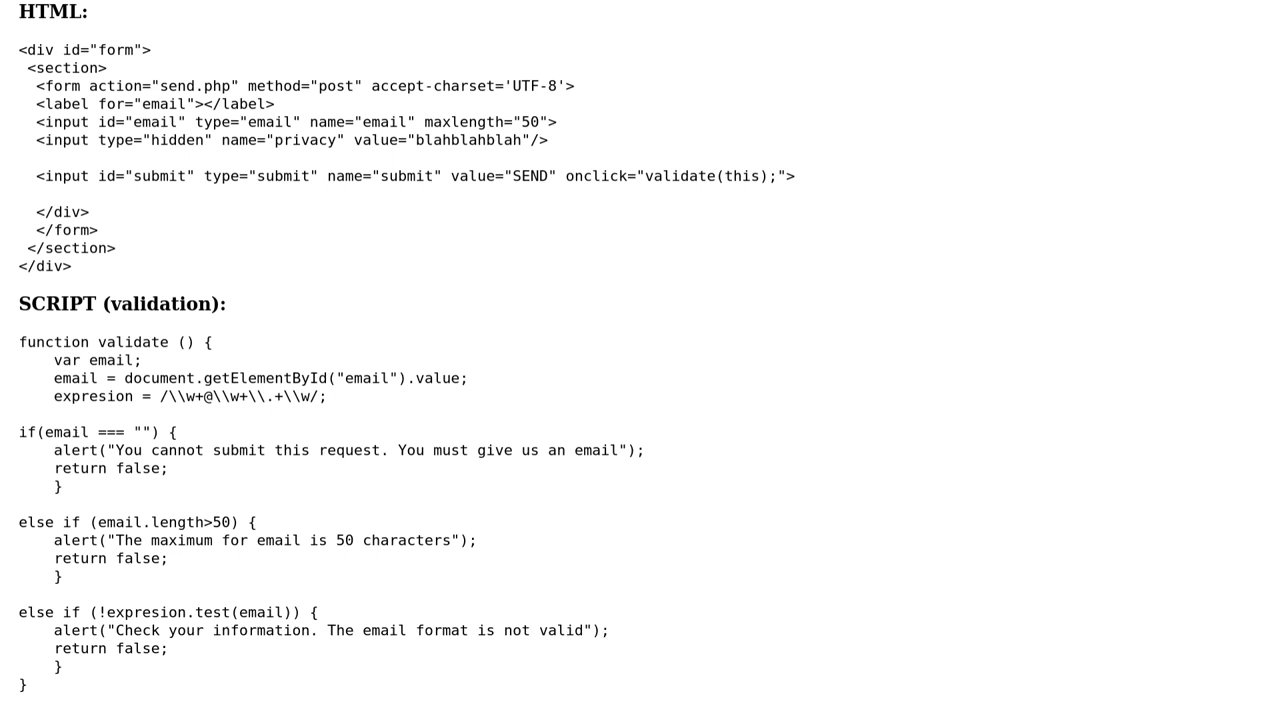 HTML:
<div id="form">
<section>
<form action="send.php" method="post" accept-charset='UTF-8'>
<label for="email"></label>
<input id="email" type="email" name="email" maxlength="50">
<input type="hidden" name="privacy" value="blahblahblah"/>
<input id="submit" type="submit" name="submit" value="SEND" onclick="validate(this);">
</div>
</form>
</section>
</div>
SCRIPT (validation):
function validate () {
var email;
email = document.getElementById("email").value;
expresion = /\\w+@\\w+\\.+\\w/;
if(email === "") {
alert("You cannot submit this request. You must give us an email");
return false;
}
else if (email.length>50) {
alert("The maximum for email is 50 characters");
return false;
}
else if (!expresion.test(email)) {
alert("Check your information. The email format is not valid");
return false;
}
}